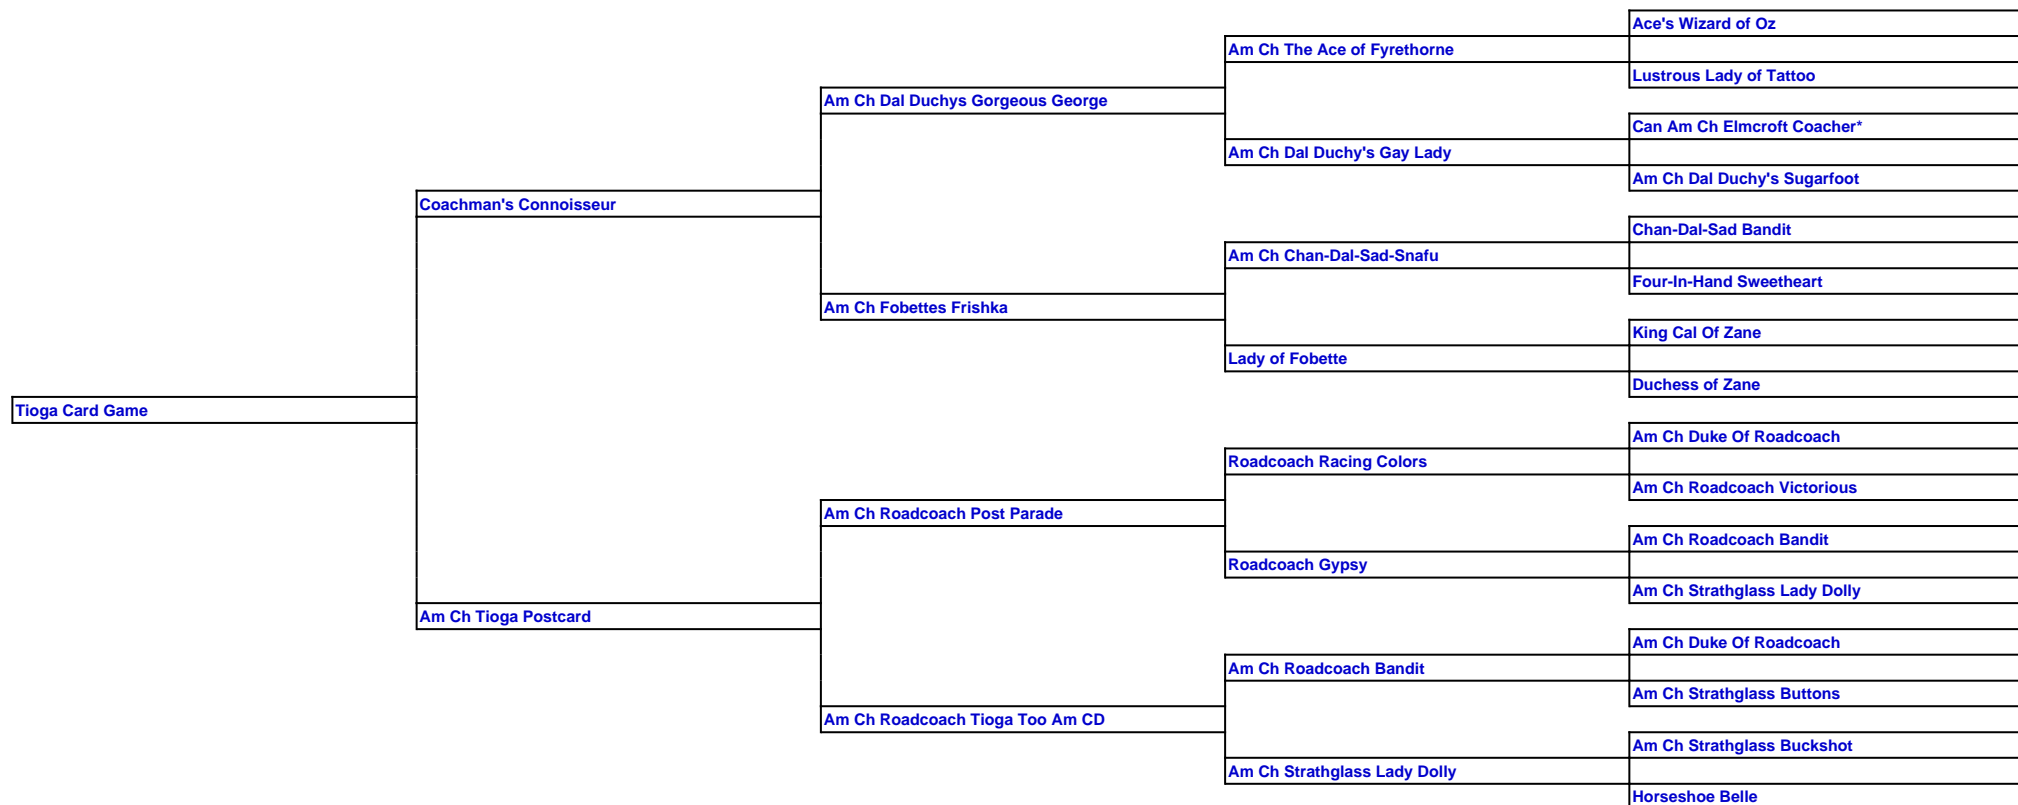 Ace's Wizard of Oz
Am Ch The Ace of Fyrethorne
Lustrous Lady of Tattoo
Am Ch Dal Duchys Gorgeous George
Can Am Ch Elmcroft Coacher*
Am Ch Dal Duchy's Gay Lady
Am Ch Dal Duchy's Sugarfoot
Coachman's Connoisseur
Chan-Dal-Sad Bandit
Am Ch Chan-Dal-Sad-Snafu
Four-In-Hand Sweetheart
Am Ch Fobettes Frishka
King Cal Of Zane
Lady of Fobette
Duchess of Zane
Tioga Card Game
Am Ch Duke Of Roadcoach
Roadcoach Racing Colors
Am Ch Roadcoach Victorious
Am Ch Roadcoach Post Parade
Am Ch Roadcoach Bandit
Roadcoach Gypsy
Am Ch Strathglass Lady Dolly
Am Ch Tioga Postcard
Am Ch Duke Of Roadcoach
Am Ch Roadcoach Bandit
Am Ch Strathglass Buttons
Am Ch Roadcoach Tioga Too Am CD
Am Ch Strathglass Buckshot
Am Ch Strathglass Lady Dolly
Horseshoe Belle